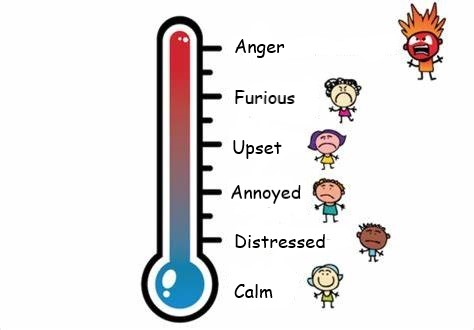 Anger
Furious
Upset
Annoyed
Distressed
Calm